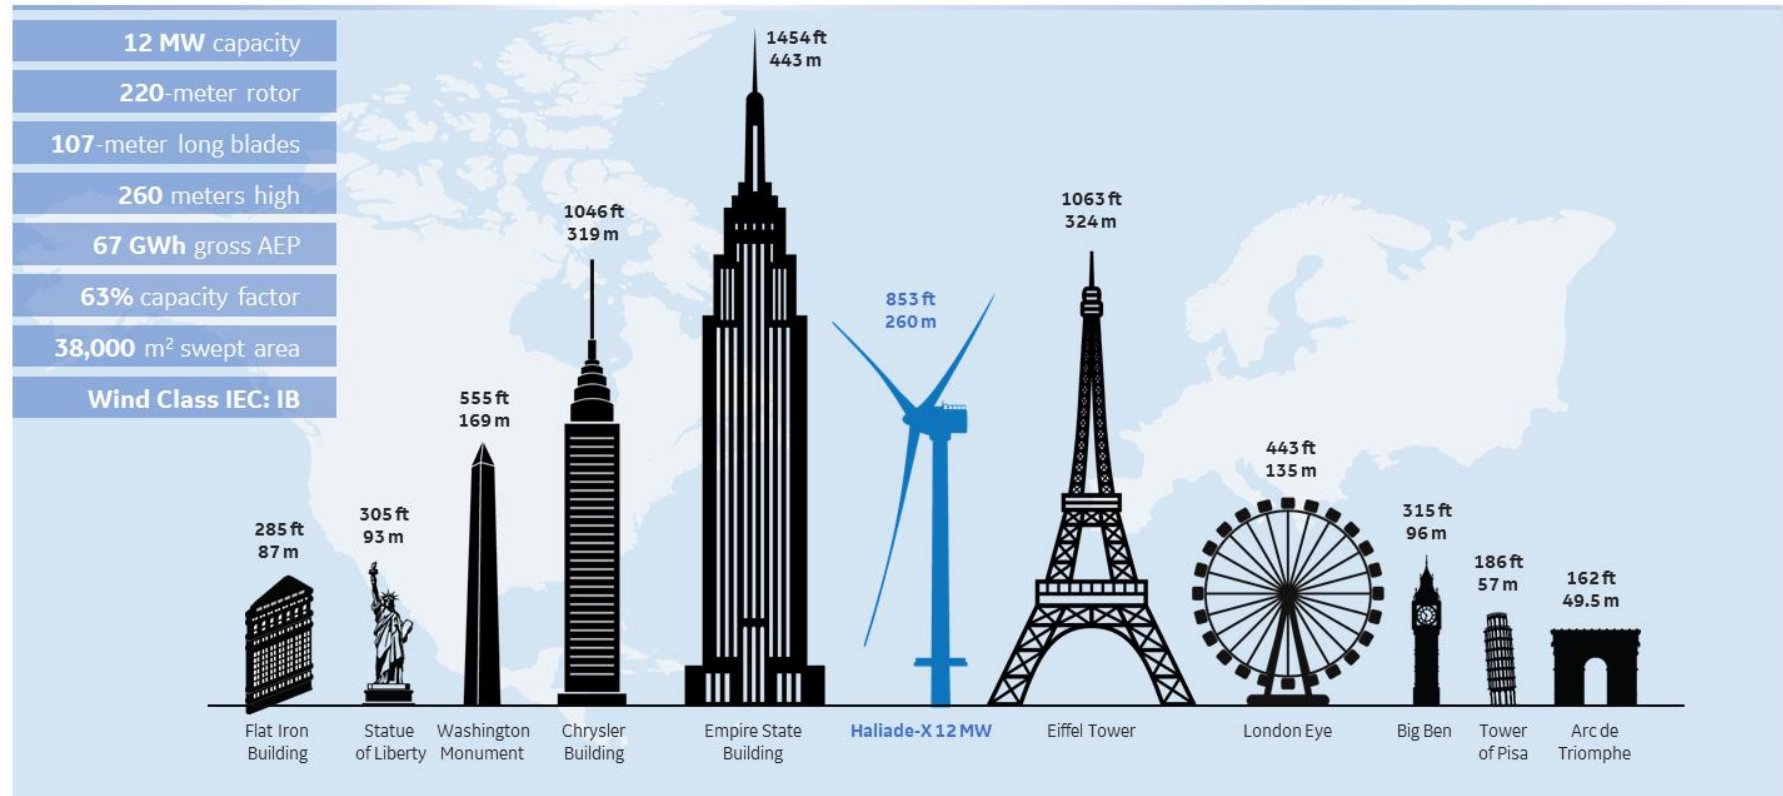 12 MW capacity
220-meter rotor
107-meter long blades
260 meters high
67 GWh gross AEP
63% capacity factor
38,000 m² swept area
Wind Class IEC: IB
285 ft
87 m
305 ft
93 m
555 ft
169 m
1046 ft
319 m
1454 ft
443 m
853 ft
260 m
1063 ft
324 m
443 ft
135 m
315 ft
96 m
186 ft
57 m
162 ft
49.5 m
Flat Iron
Building
Statue
of Liberty
Washington
Monument
Chrysler
Building
Empire State
Building
Haliade-X 12 MW
Eiffel Tower
London Eye
Big Ben
Tower
of Pisa
Arc de
Triomphe